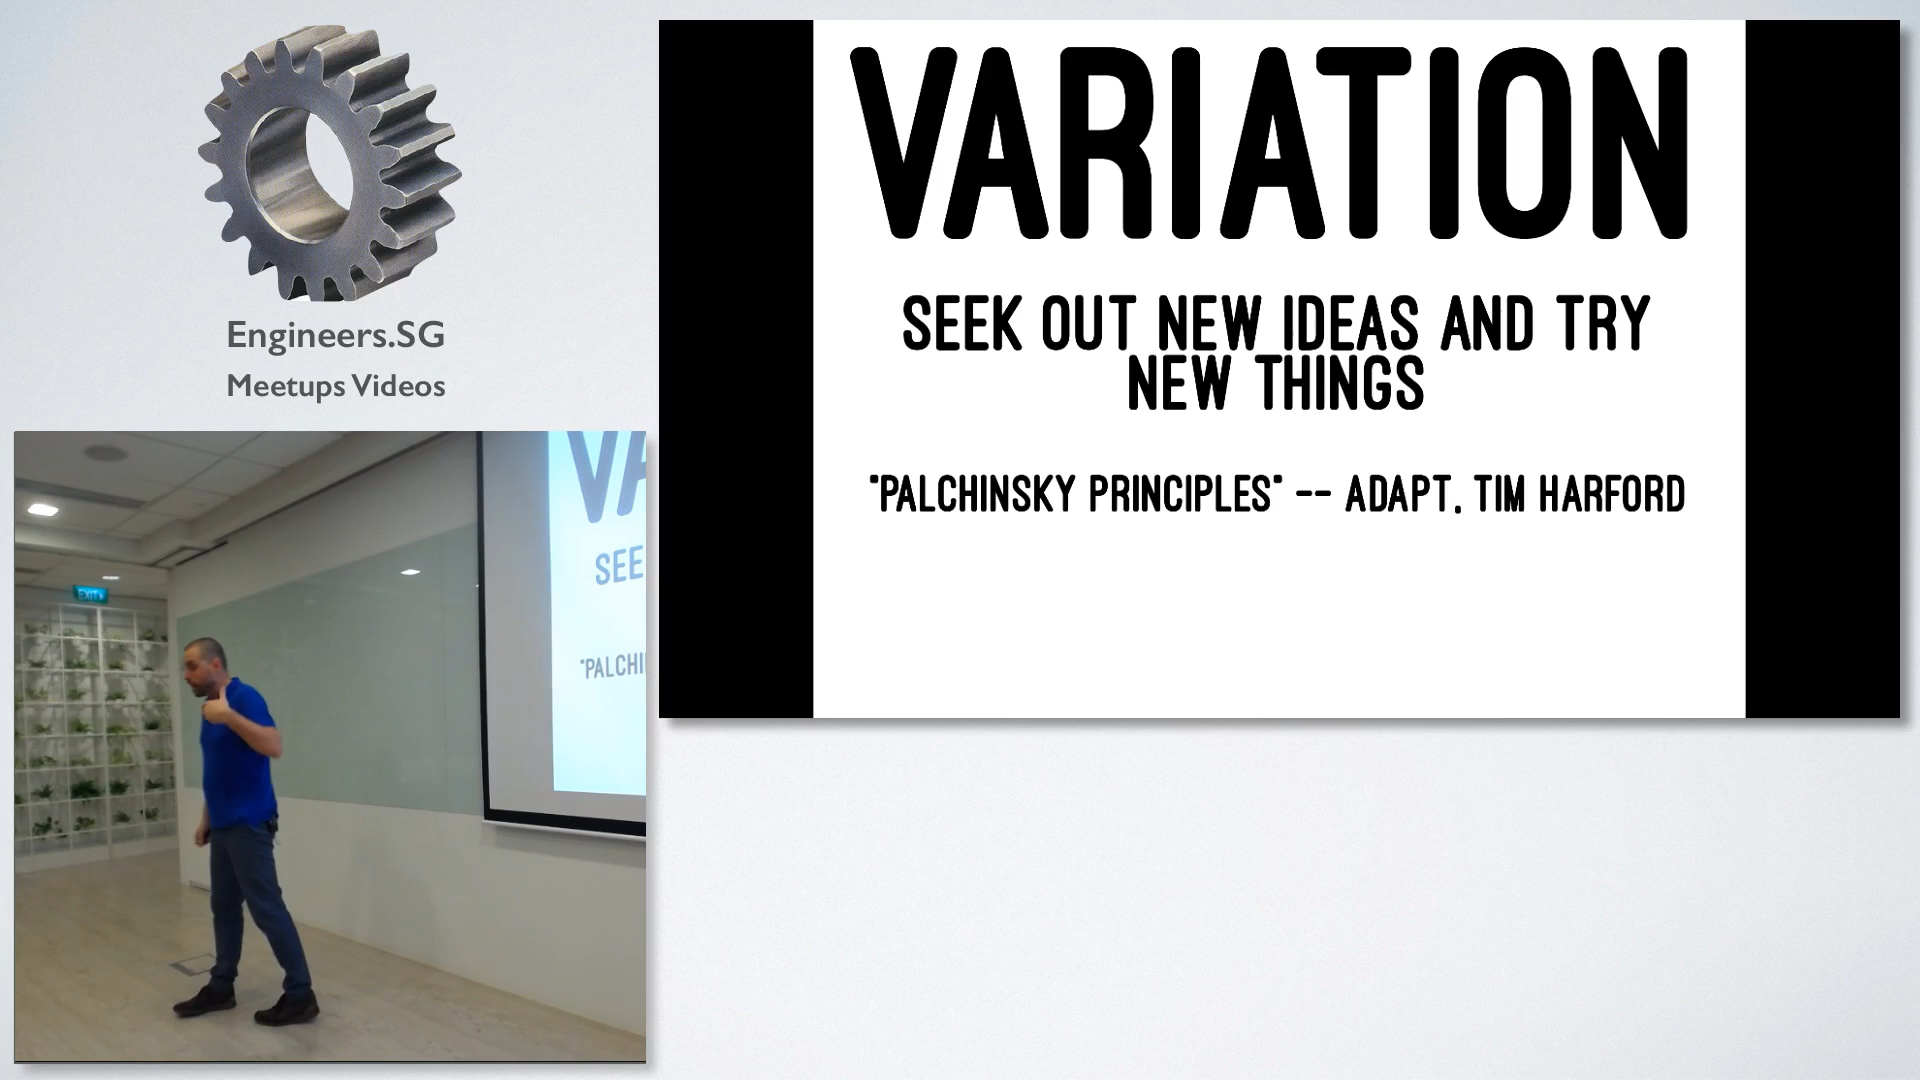 Engineers.SG
Meetups Videos
VARIATION
SEEK OUT NEW IDEAS AND TRY
NEW THINGS
"PALCHINSKY PRINCIPLES" -- ADAPT, TIM HARFORD
EXIT
VA
SEE
"PALCHI